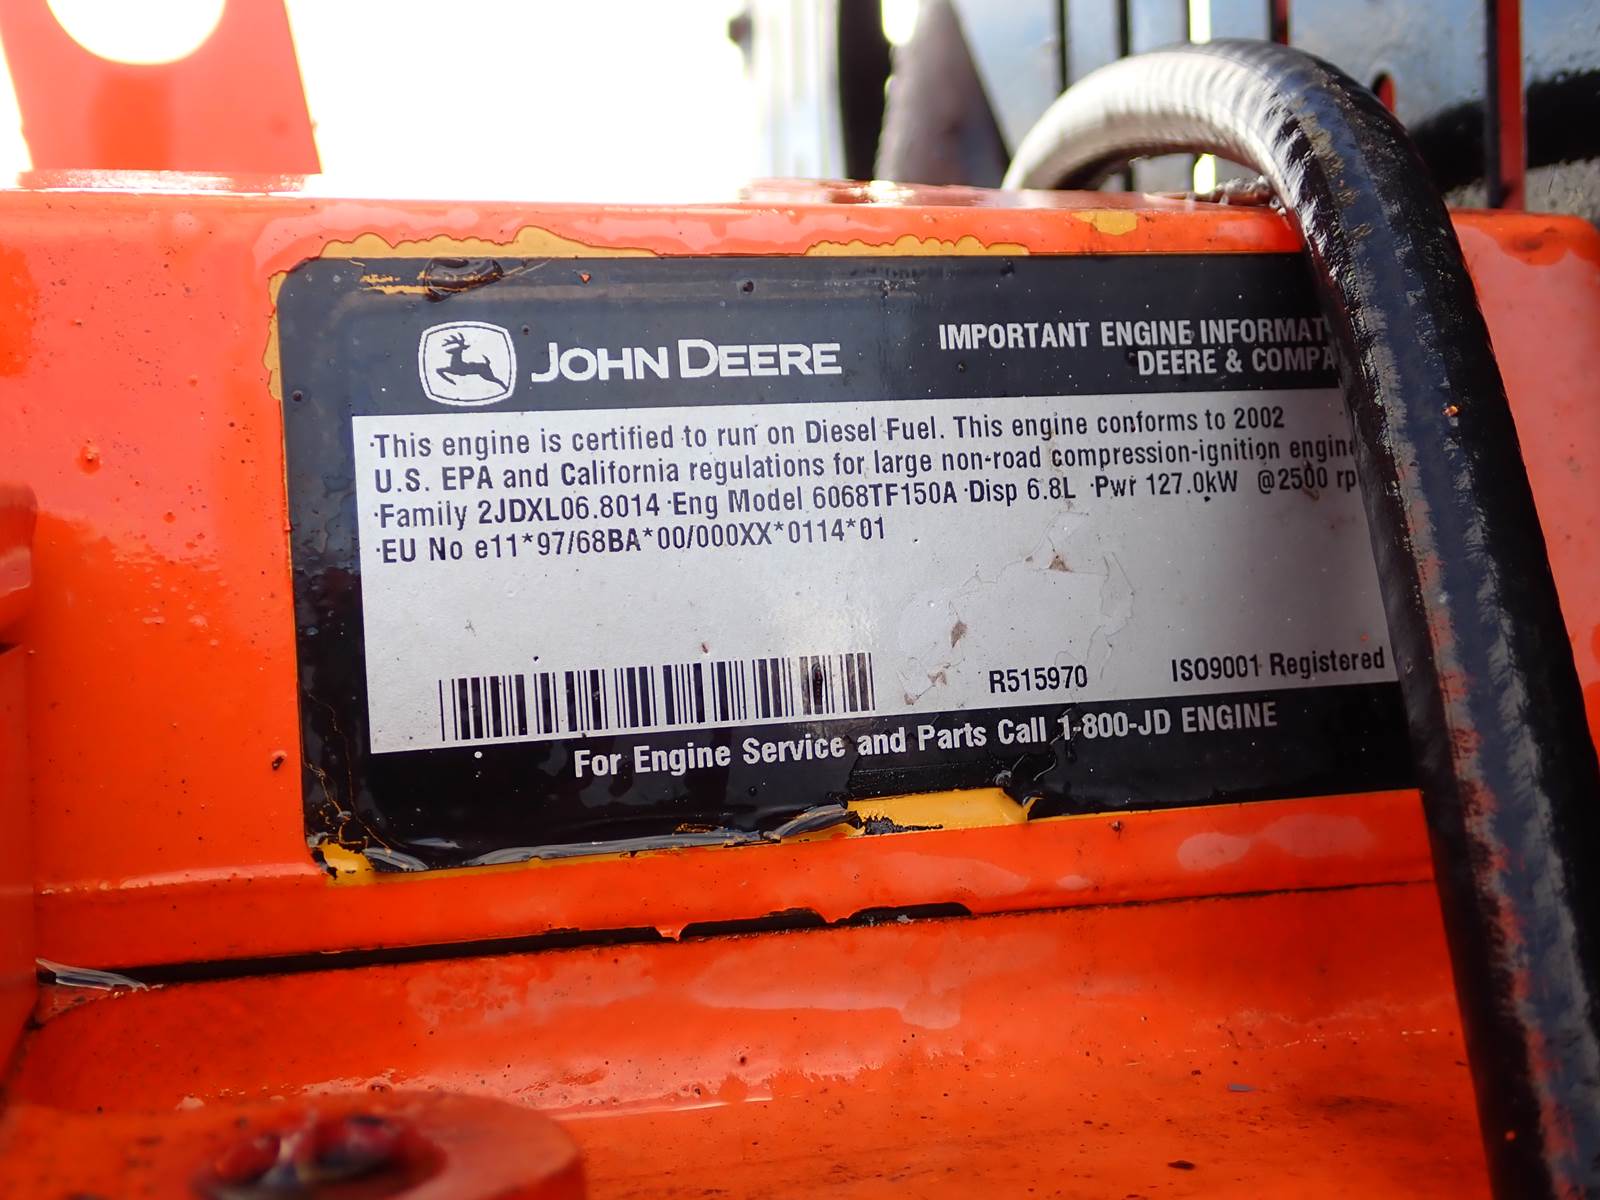 JOHN DEERE
IMPORTANT ENGINE INFORMAT
DEERE & COMPA
·This engine is certified to run on Diesel Fuel. This engine conforms to 2002
U.S. EPA and California regulations for large non-road compression-ignition engin
·Family 2JDXL06.8014 ·Eng Model 6068TF150A ·Disp 6.8L ·Pwr 127.0kW @2500 rp
·EU No e11*97/68BA*00/000XX*0114*01
R515970
ISO9001 Registered
For Engine Service and Parts Call 1-800-JD ENGINE